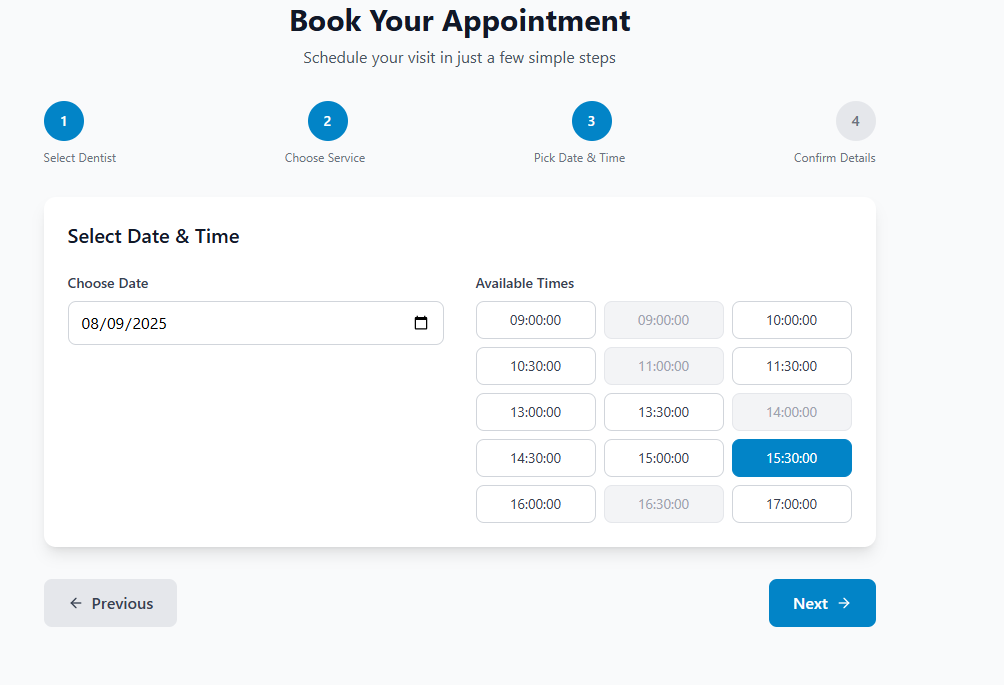 Book Your Appointment
Schedule your visit in just a few simple steps
1 2 3 4
Select Dentist Choose Service Pick Date & Time Confirm Details
Select Date & Time
Choose Date
08/09/2025
Available Times
09:00:00 09:00:00 10:00:00
10:30:00 11:00:00 11:30:00
13:00:00 13:30:00 14:00:00
14:30:00 15:00:00 15:30:00
16:00:00 16:30:00 17:00:00
← Previous
Next →